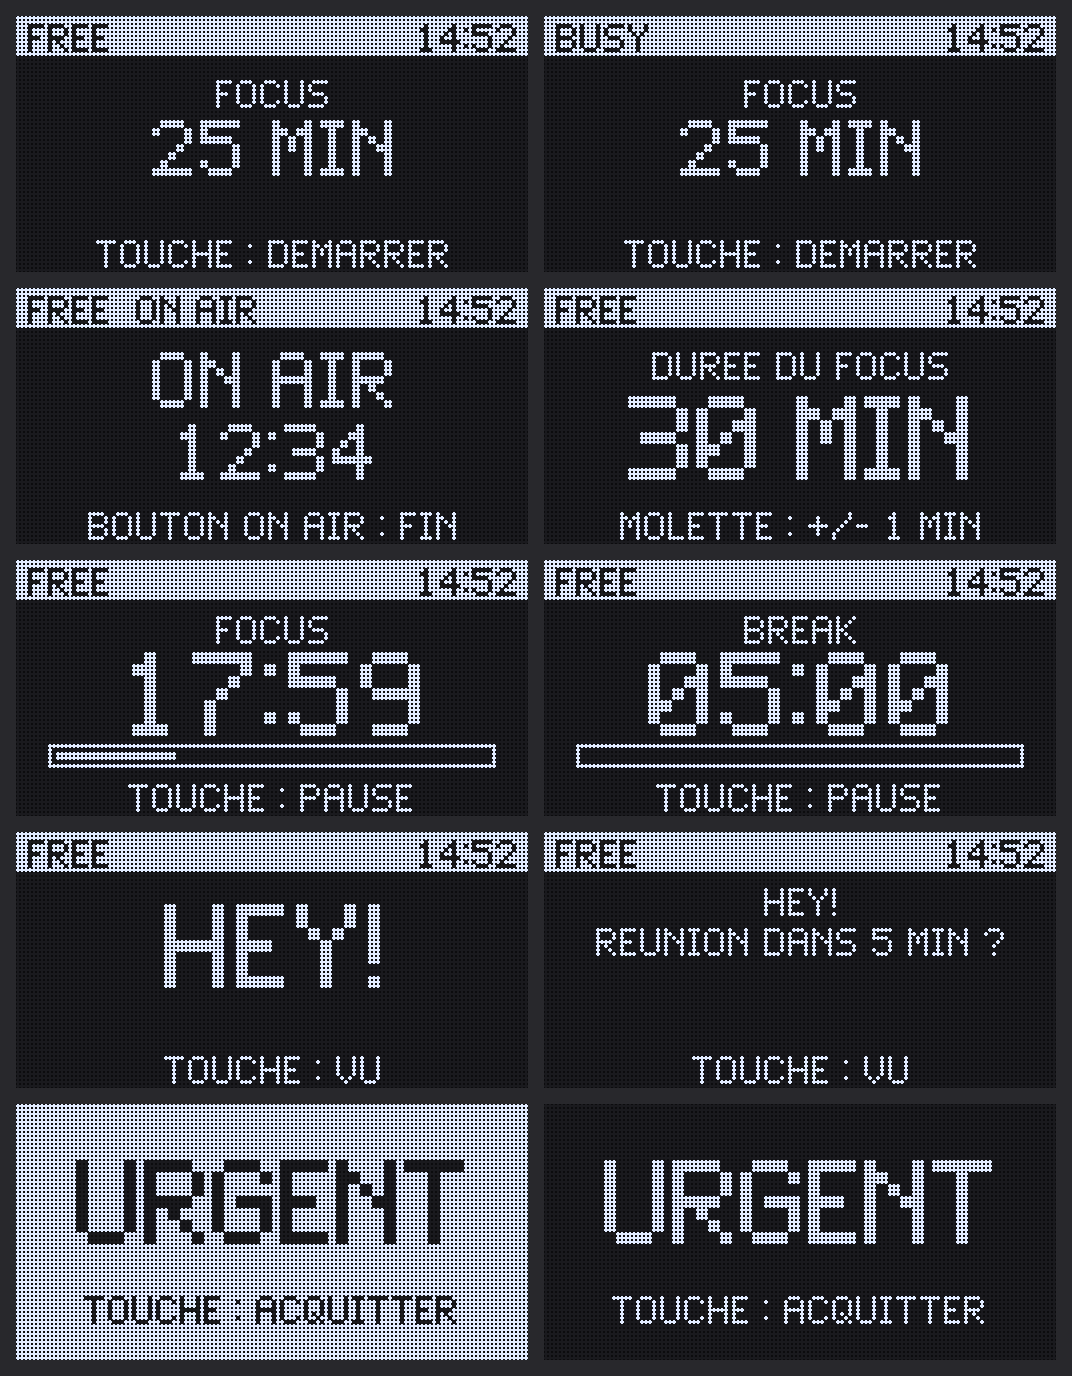 FREE 14:52
FOCUS
25 MIN
TOUCHE : DEMARRER
BUSY 14:52
FOCUS
25 MIN
TOUCHE : DEMARRER
FREE ON AIR 14:52
ON AIR
12:34
BOUTON ON AIR : FIN
FREE 14:52
DUREE DU FOCUS
30 MIN
MOLETTE : +/- 1 MIN
FREE 14:52
FOCUS
17:59
TOUCHE : PAUSE
FREE 14:52
BREAK
05:00
TOUCHE : PAUSE
FREE 14:52
HEY!
TOUCHE : VU
FREE 14:52
HEY!
REUNION DANS 5 MIN ?
TOUCHE : VU
URGENT
TOUCHE : ACQUITTER
URGENT
TOUCHE : ACQUITTER